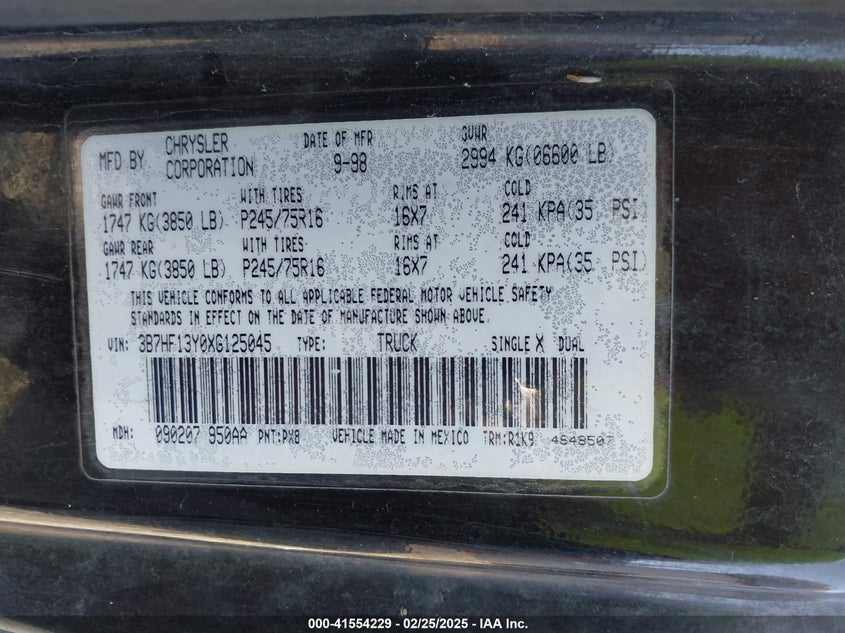 MFD BY CHRYSLER CORPORATION DATE OF MFR 9-98 GVWR 2994 KG(06600 LB)
GAWR FRONT WITH TIRES RIMS AT COLD
1747 KG(3850 LB) P245/75R16 16X7 241 KPA(35 PSI)
GAWR REAR WITH TIRES RIMS AT COLD
1747 KG(3850 LB) P245/75R16 16X7 241 KPA(35 PSI)
THIS VEHICLE CONFORMS TO ALL APPLICABLE FEDERAL MOTOR VEHICLE SAFETY
STANDARDS IN EFFECT ON THE DATE OF MANUFACTURE SHOWN ABOVE.
VIN: 3B7HF13Y0XG125045 TYPE: TRUCK SINGLE X DUAL
MDH: 090207 950AA PNT:PX8 VEHICLE MADE IN MEXICO TRM:R1K9 4648507
000-41554229 - 02/25/2025 - IAA Inc.